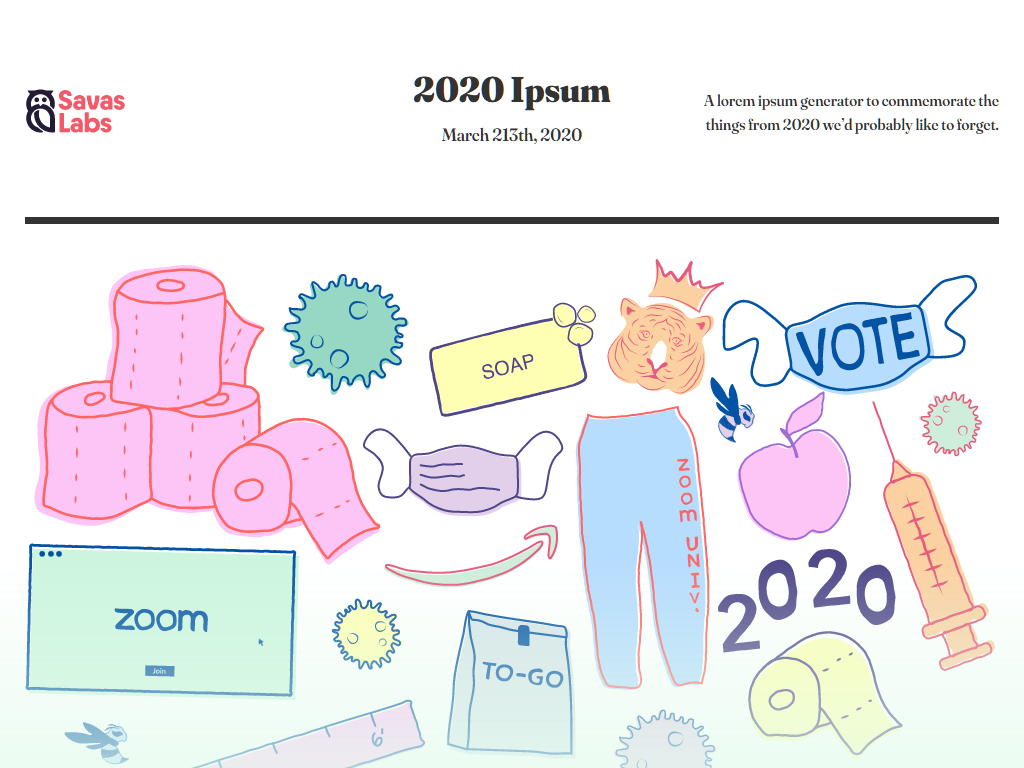 Savas
Labs
2020 Ipsum
March 213th, 2020
A lorem ipsum generator to commemorate the
things from 2020 we'd probably like to forget.
SOAP
VOTE
ZOOM UNIV.
2020
zoom
Join
TO-GO
6'